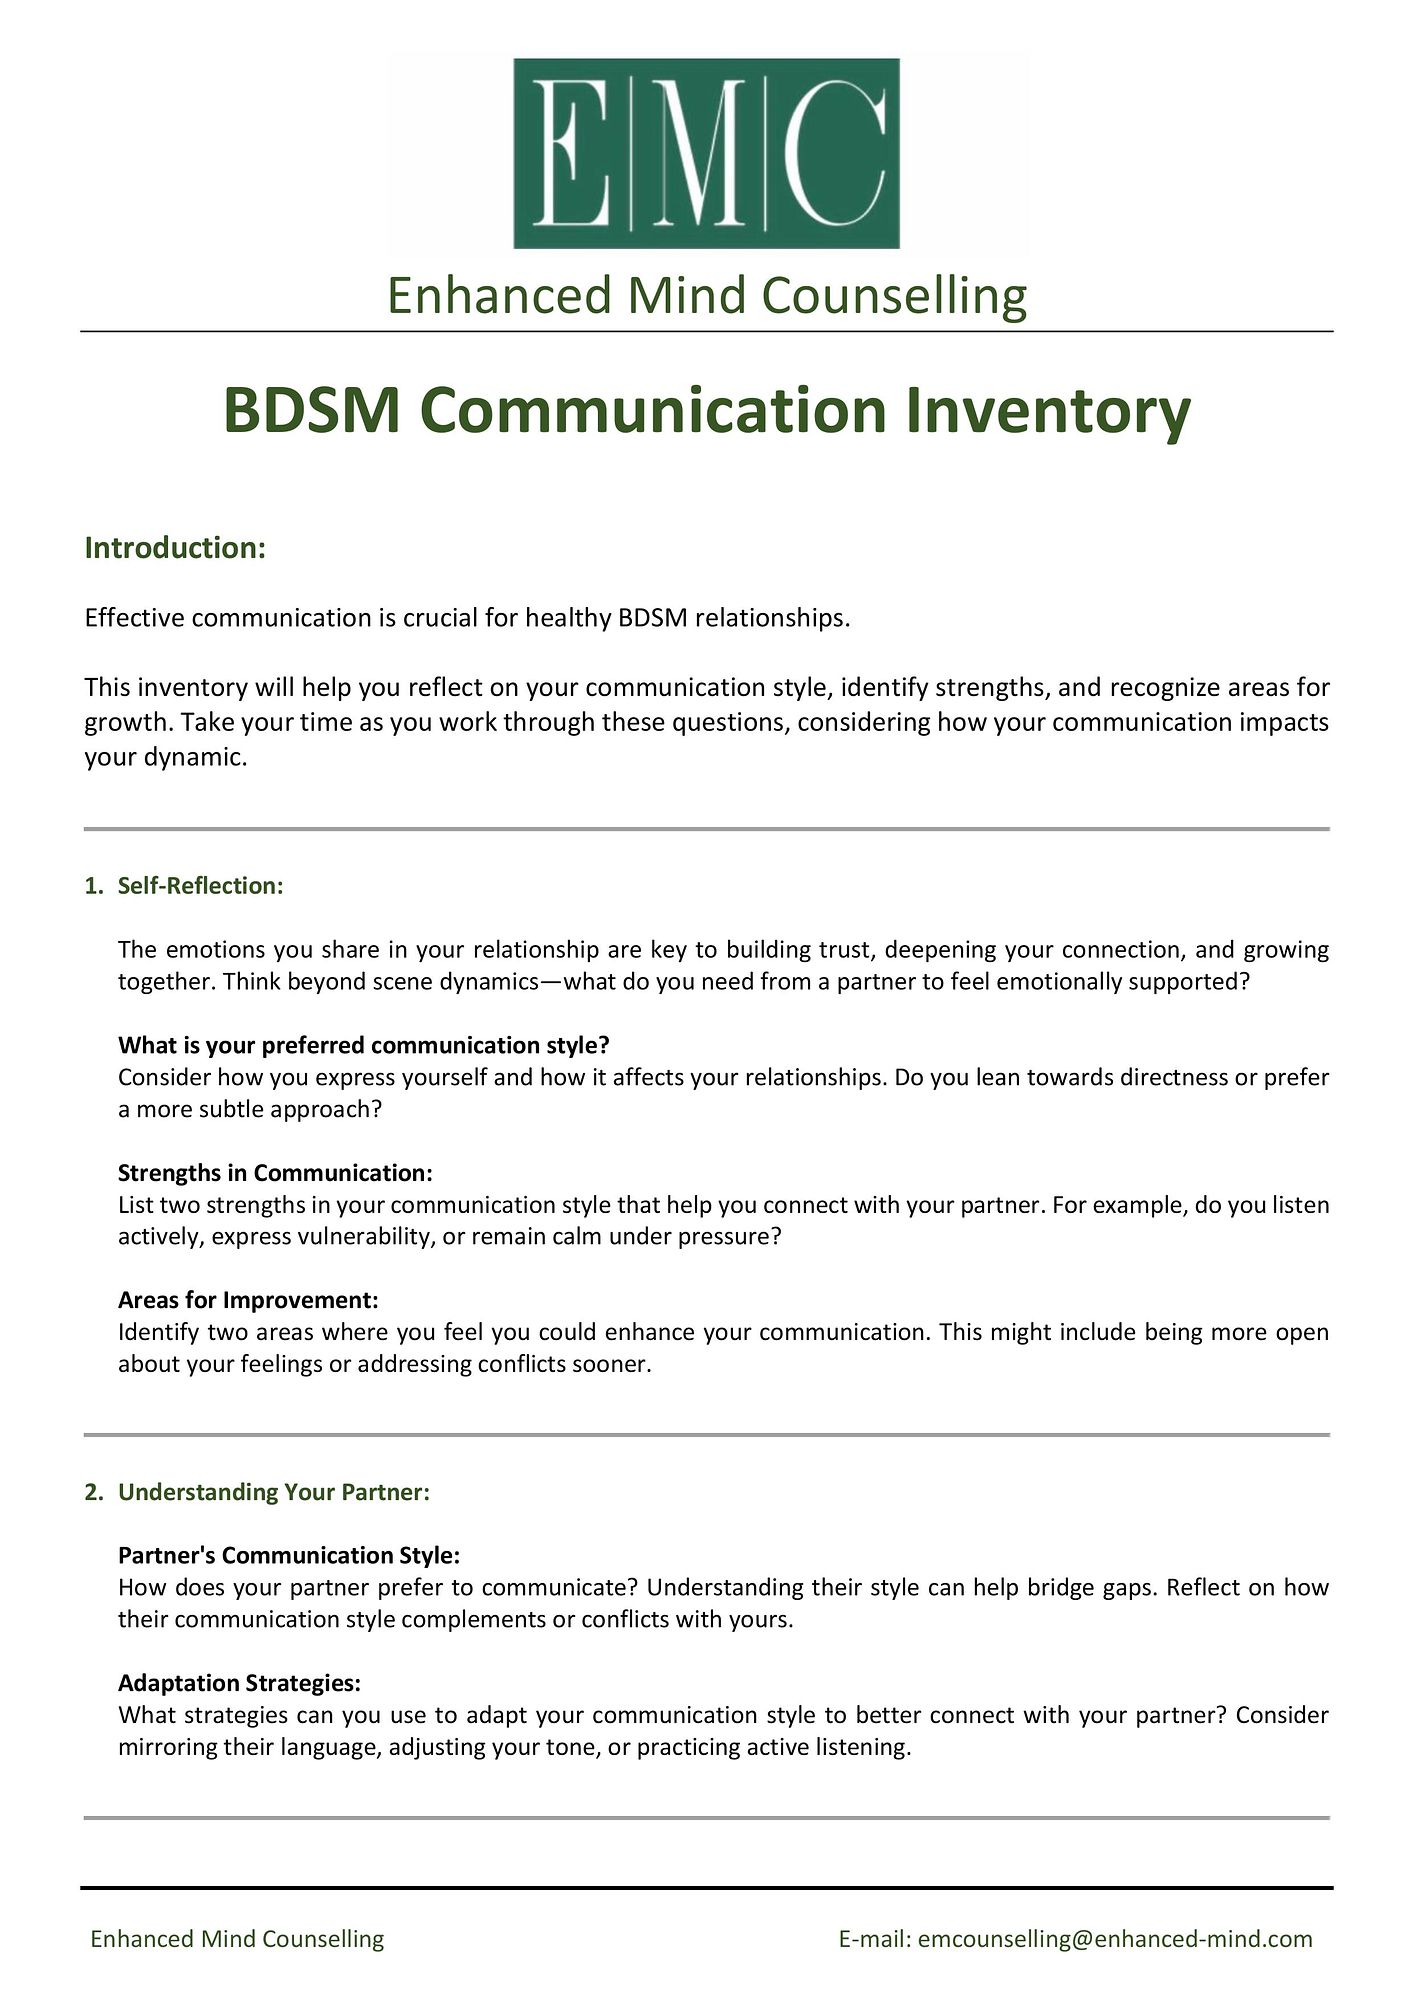 E|M|C
Enhanced Mind Counselling
BDSM Communication Inventory
Introduction:
Effective communication is crucial for healthy BDSM relationships.
This inventory will help you reflect on your communication style, identify strengths, and recognize areas for
growth. Take your time as you work through these questions, considering how your communication impacts
your dynamic.
1. Self-Reflection:
The emotions you share in your relationship are key to building trust, deepening your connection, and growing
together. Think beyond scene dynamics—what do you need from a partner to feel emotionally supported?
What is your preferred communication style?
Consider how you express yourself and how it affects your relationships. Do you lean towards directness or prefer
a more subtle approach?
Strengths in Communication:
List two strengths in your communication style that help you connect with your partner. For example, do you listen
actively, express vulnerability, or remain calm under pressure?
Areas for Improvement:
Identify two areas where you feel you could enhance your communication. This might include being more open
about your feelings or addressing conflicts sooner.
2. Understanding Your Partner:
Partner's Communication Style:
How does your partner prefer to communicate? Understanding their style can help bridge gaps. Reflect on how
their communication style complements or conflicts with yours.
Adaptation Strategies:
What strategies can you use to adapt your communication style to better connect with your partner? Consider
mirroring their language, adjusting your tone, or practicing active listening.
Enhanced Mind Counselling
E-mail: emcounselling@enhanced-mind.com